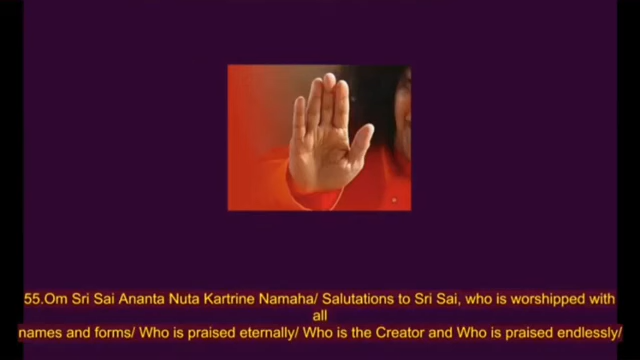 55.Om Sri Sai Ananta Nuta Kartrine Namaha/ Salutations to Sri Sai, who is worshipped with
all
names and forms/ Who is praised eternally/ Who is the Creator and Who is praised endlessly/